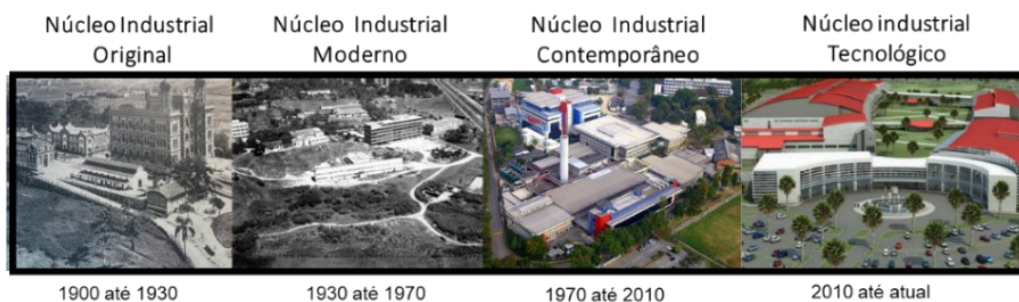 Núcleo Industrial
Original
Núcleo Industrial
Moderno
Núcleo Industrial
Contemporâneo
Núcleo industrial
Tecnológico
1900 até 1930
1930 até 1970
1970 até 2010
2010 até atual